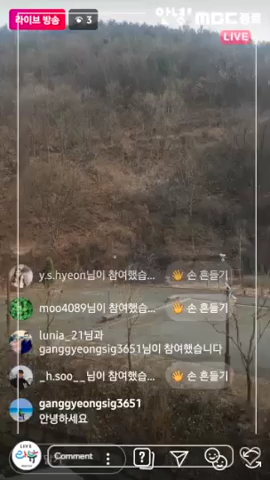 라이브 방송
3
안녕!MBC충북
LIVE
y.s.hyeon님이 참여했습...
손 흔들기
moo4089님이 참여했습...
손 흔들기
lunia_21님과
ganggyeongsig3651님이 참여했습니다
_h.soo__님이 참여했습...
손 흔들기
ganggyeongsig3651
안녕하세요
LIVE
Comment